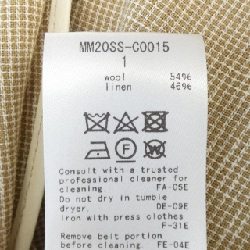 MM20SS-C0015
1
wool 54%
linen 46%
Consult with a trusted
professional cleaner for
cleaning. FA-05E
Do not dry in tumble
dryer. DE-09E
Iron with press clothes
F-31E
Remove belt portion
before cleaning. FE-04E